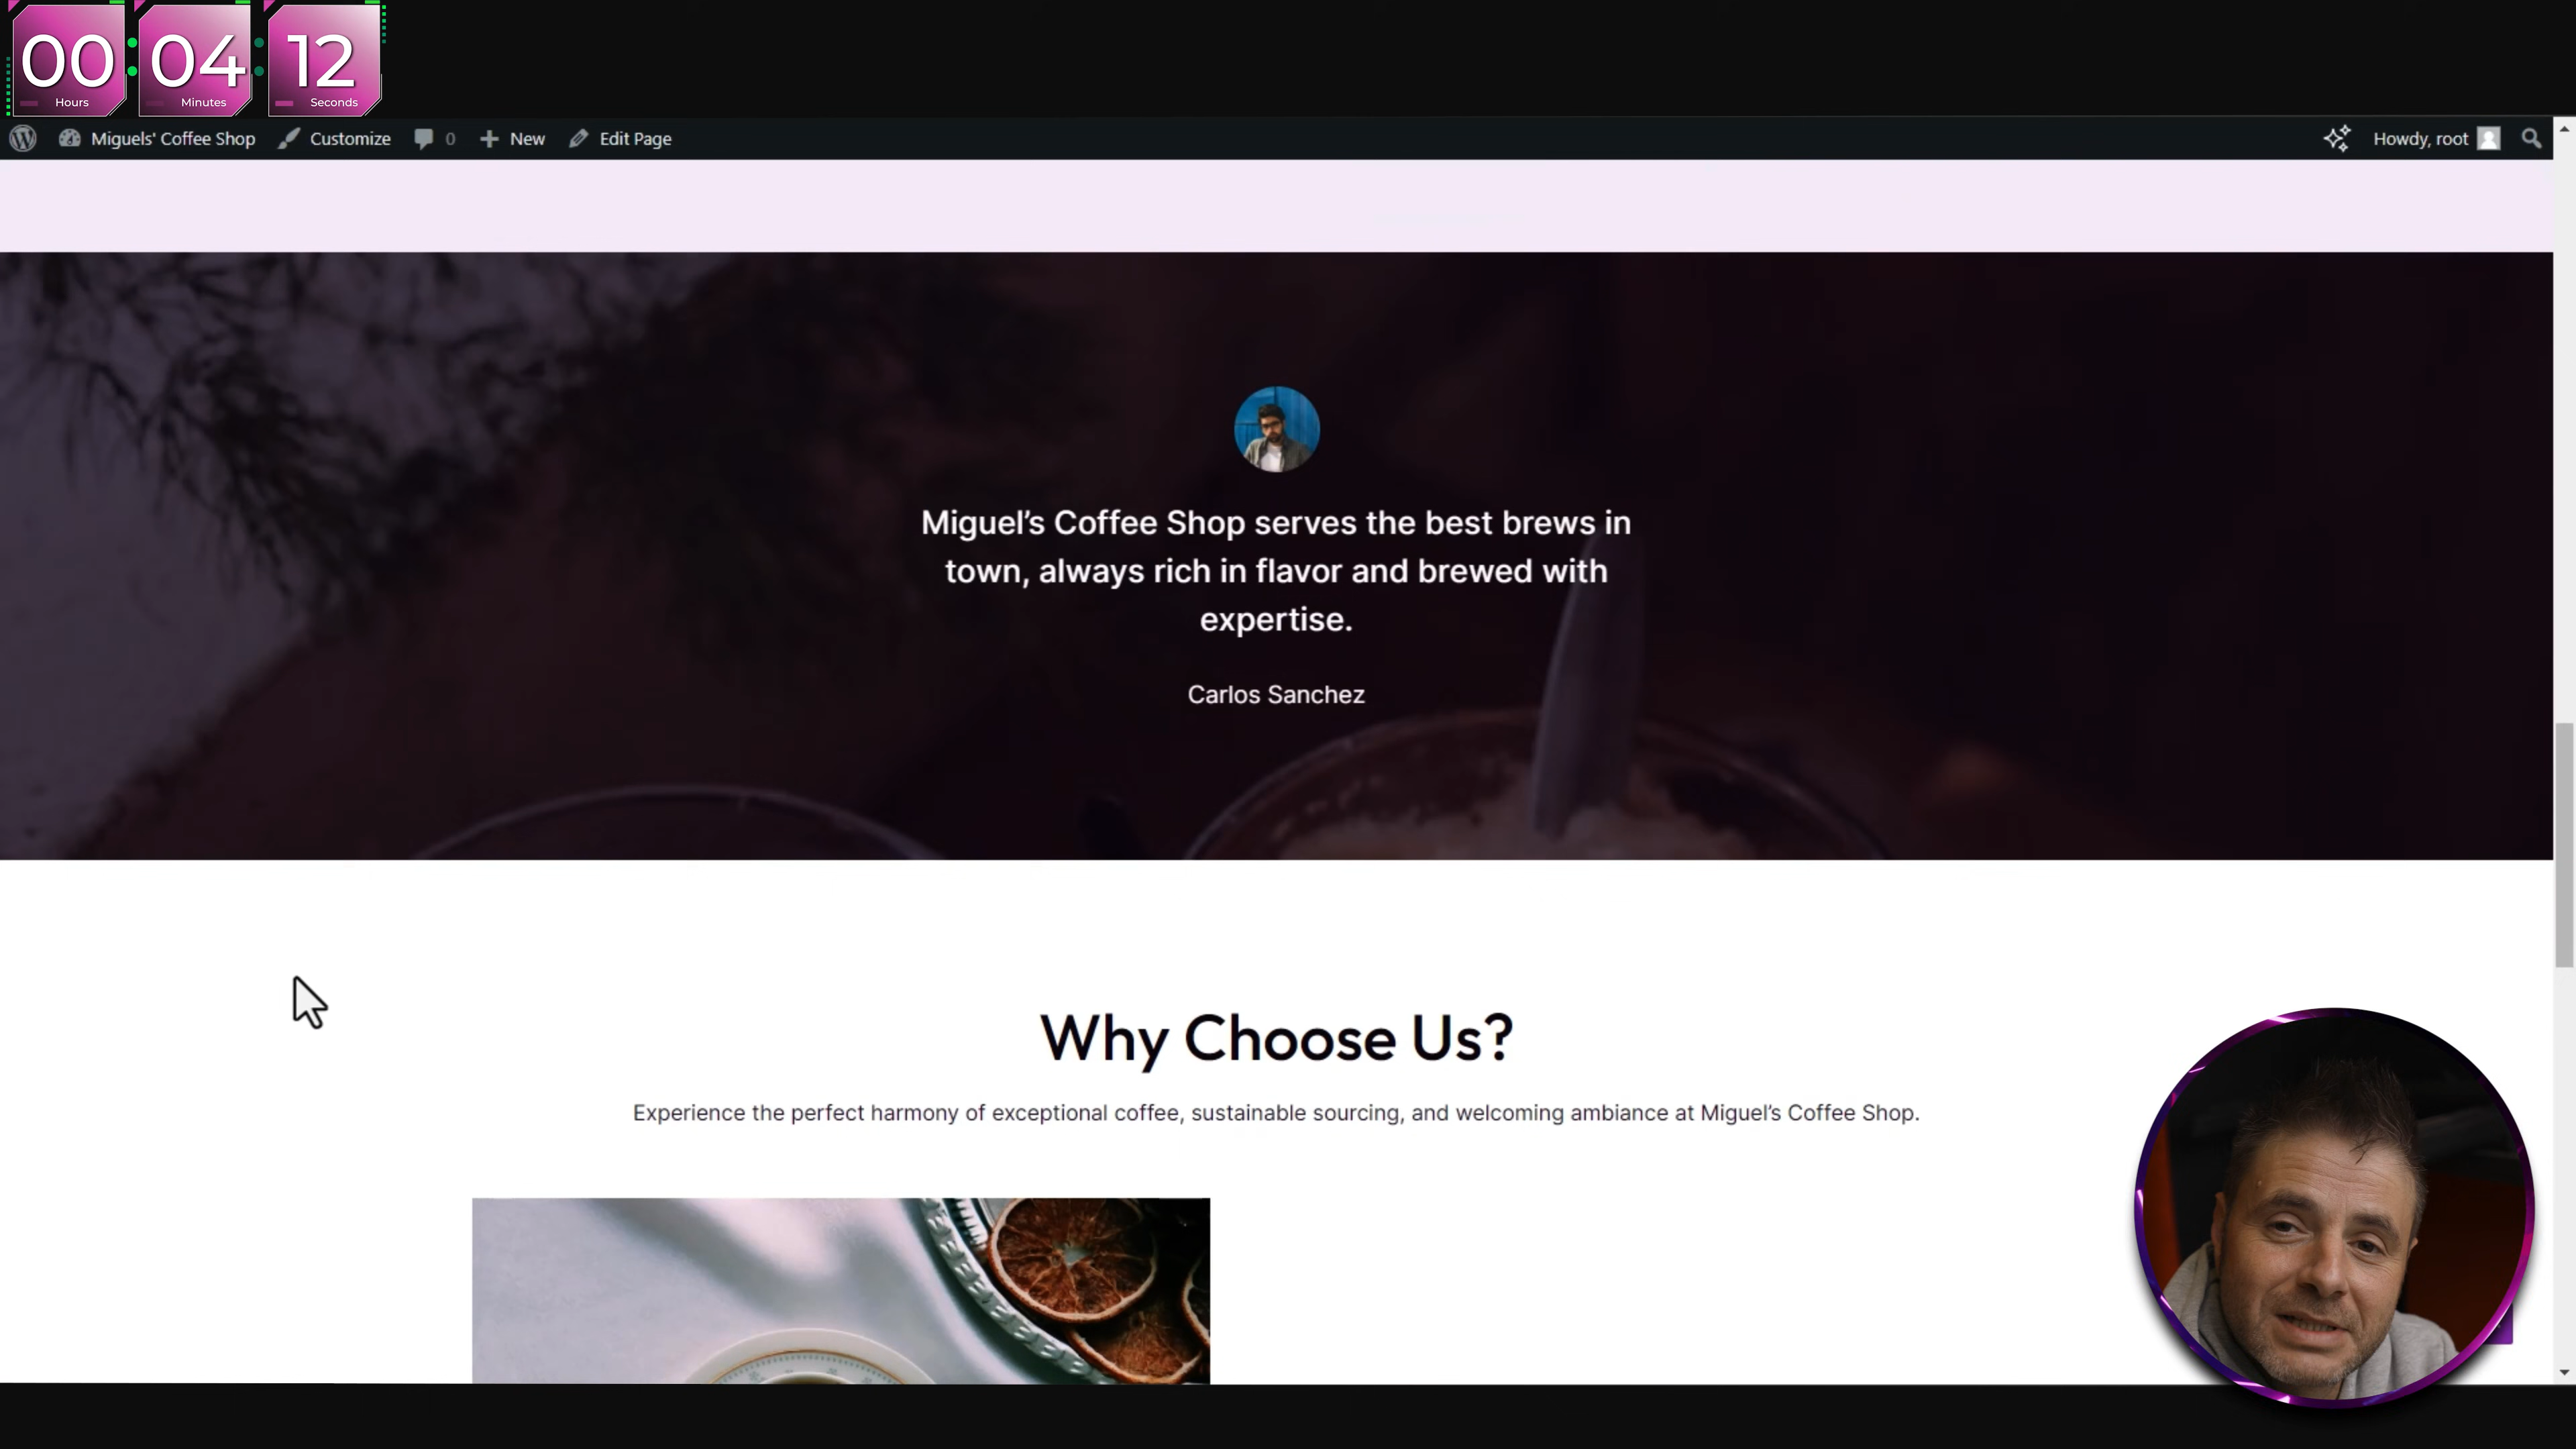 00 04 12
Hours Minutes Seconds
Miguels' Coffee Shop Customize 0 New Edit Page Howdy, root
Miguel’s Coffee Shop serves the best brews in
town, always rich in flavor and brewed with
expertise.
Carlos Sanchez
Why Choose Us?
Experience the perfect harmony of exceptional coffee, sustainable sourcing, and welcoming ambiance at Miguel’s Coffee Shop.